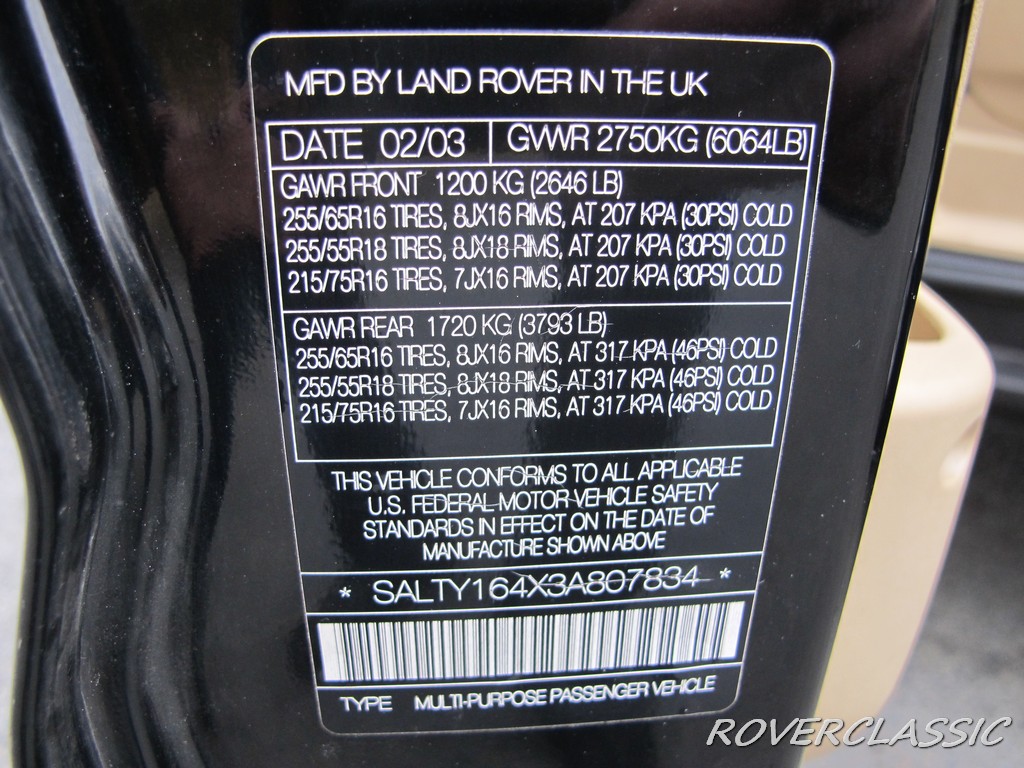 MFD BY LAND ROVER IN THE UK
DATE 02/03 GVWR 2750KG (6064LB)
GAWR FRONT 1200 KG (2646 LB)
255/65R16 TIRES, 8JX16 RIMS, AT 207 KPA (30PSI) COLD
255/55R18 TIRES, 8JX18 RIMS, AT 207 KPA (30PSI) COLD
215/75R16 TIRES, 7JX16 RIMS, AT 207 KPA (30PSI) COLD
GAWR REAR 1720 KG (3793 LB)
255/65R16 TIRES, 8JX16 RIMS, AT 317 KPA (46PSI) COLD
255/55R18 TIRES, 8JX18 RIMS, AT 317 KPA (46PSI) COLD
215/75R16 TIRES, 7JX16 RIMS, AT 317 KPA (46PSI) COLD
THIS VEHICLE CONFORMS TO ALL APPLICABLE
U.S. FEDERAL MOTOR VEHICLE SAFETY
STANDARDS IN EFFECT ON THE DATE OF
MANUFACTURE SHOWN ABOVE
* SALTY164X3A807834 *
TYPE MULTI-PURPOSE PASSENGER VEHICLE
ROVERCLASSIC